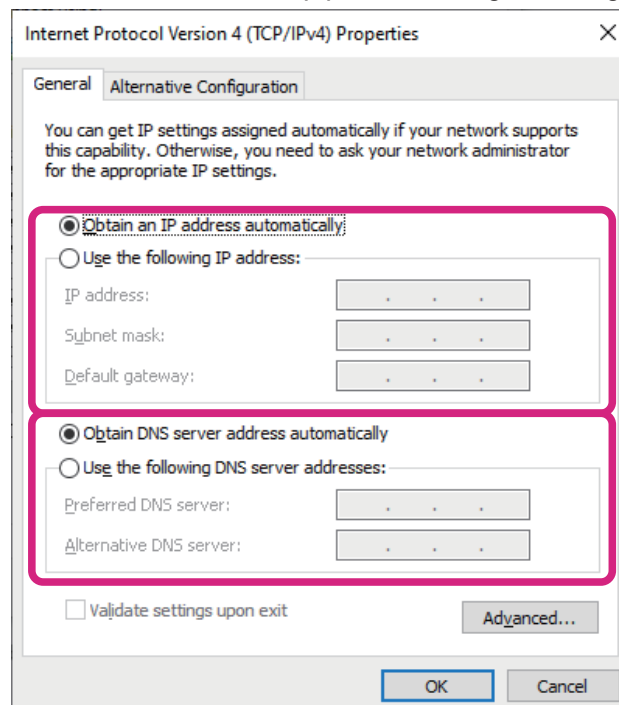 Internet Protocol Version 4 (TCP/IPv4) Properties
General Alternative Configuration
You can get IP settings assigned automatically if your network supports
this capability. Otherwise, you need to ask your network administrator
for the appropriate IP settings.
Obtain an IP address automatically
Use the following IP address:
IP address:
Subnet mask:
Default gateway:
Obtain DNS server address automatically
Use the following DNS server addresses:
Preferred DNS server:
Alternative DNS server:
Validate settings upon exit
Advanced...
OK Cancel